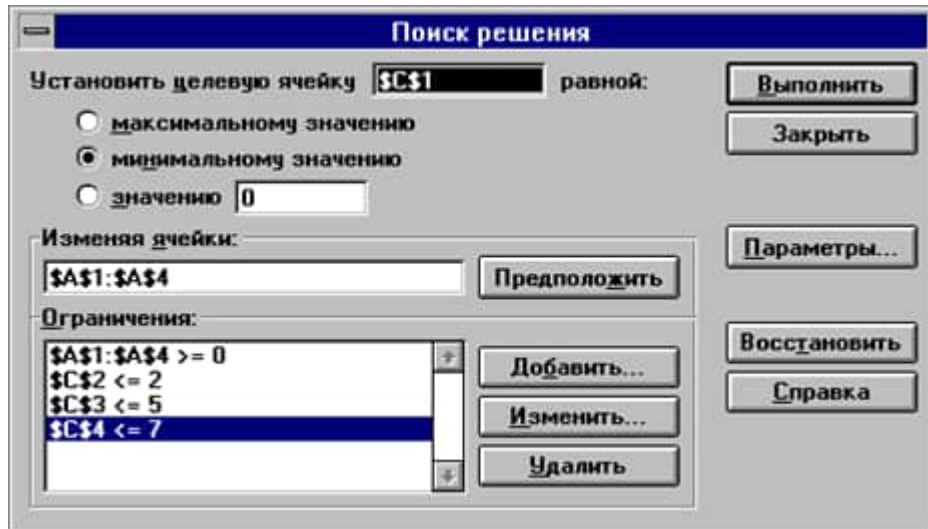 Поиск решения
Установить целевую ячейку $C$1 равной:
максимальному значению
минимальному значению
значению 0
Изменяя ячейки:
$A$1:$A$4
Предположить
Ограничения:
$A$1:$A$4 >= 0
$C$2 <= 2
$C$3 <= 5
$C$4 <= 7
Добавить...
Изменить...
Удалить
Выполнить
Закрыть
Параметры...
Восстановить
Справка